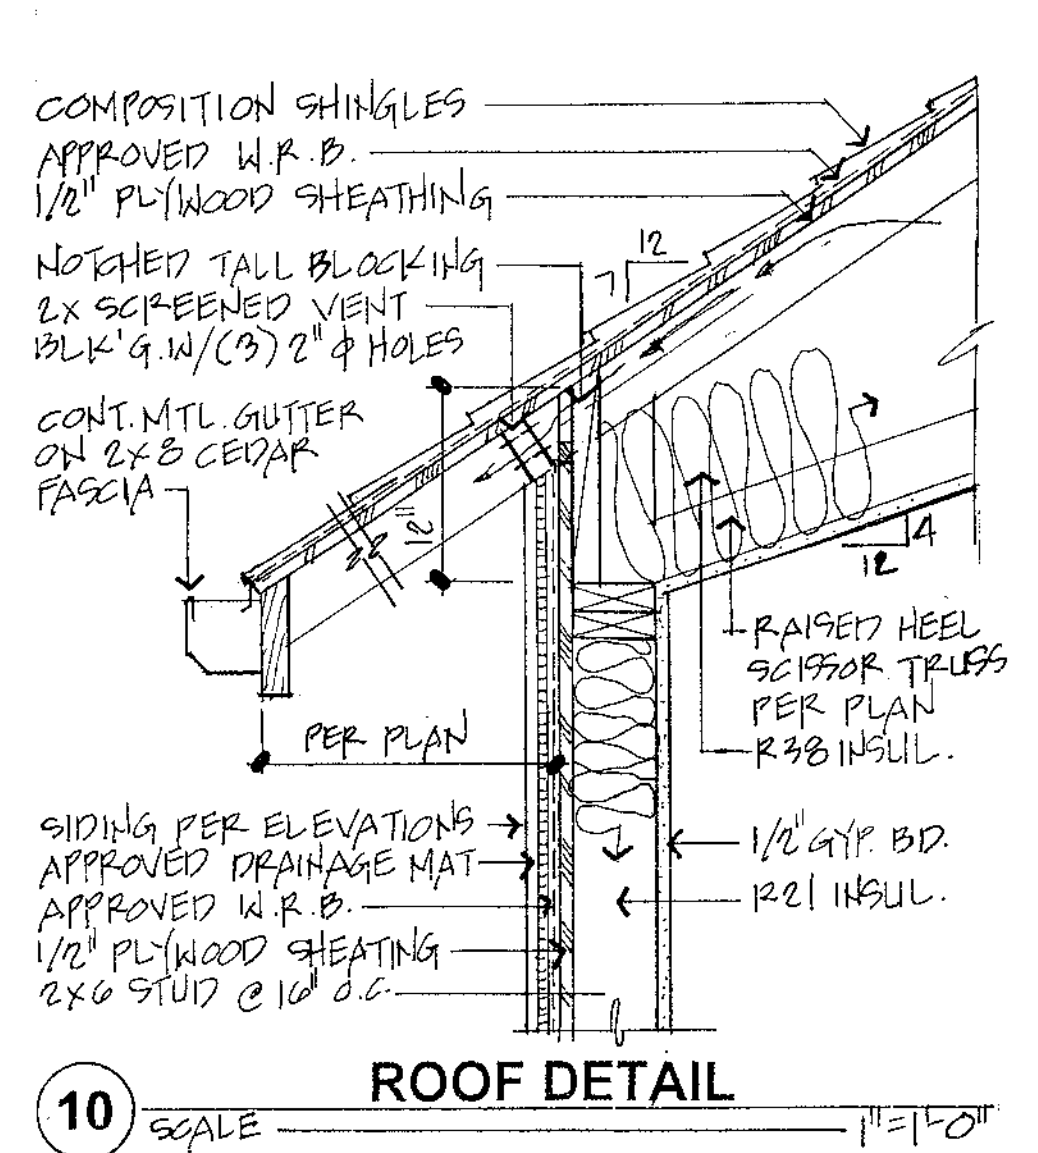 COMPOSITION SHINGLES
APPROVED W.R.B.
1/2" PLYWOOD SHEATHING
NOTCHED TALL BLOCKING
2X SCREENED VENT
BLK'G.W/(3) 2" ϕ HOLES
CONT.MTL.GUTTER
ON 2X8 CEDAR
FASCIA
12
7
12"
4
12
RAISED HEEL
SCISSOR TRUSS
PER PLAN
R38 INSUL.
PER PLAN
SIDING PER ELEVATIONS
APPROVED DRAINAGE MAT
APPROVED W.R.B.
1/2" PLYWOOD SHEATING
2X6 STUD @ 16" O.C.
1/2" GYP. BD.
R21 INSUL.
10
ROOF DETAIL
SCALE
1"=1'-0"